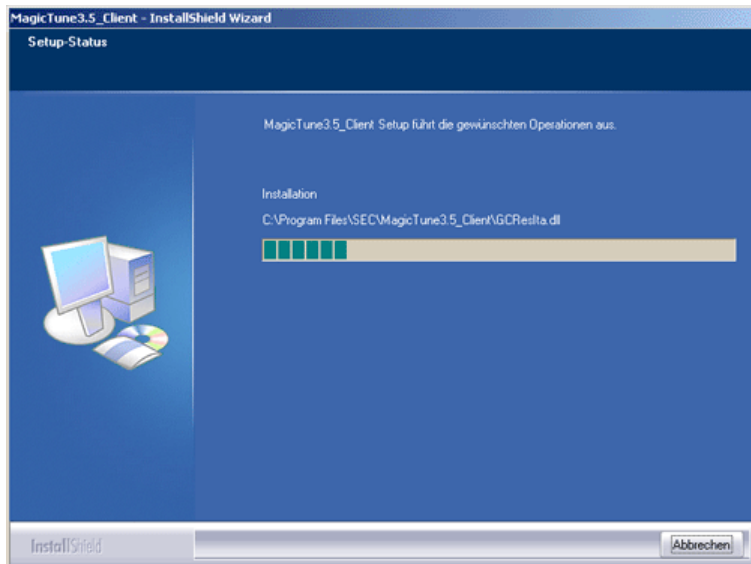 MagicTune3.5_Client - InstallShield Wizard
Setup-Status
MagicTune3.5_Client Setup führt die gewünschten Operationen aus.
Installation
C:\Program Files\SEC\MagicTune3.5_Client\GCResIta.dll
InstallShield
Abbrechen